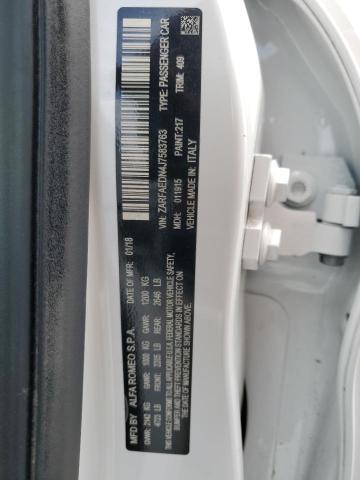 MFD BY: ALFA ROMEO S.P.A. DATE OF MFR: 01/18
GVWR: 2142 KG GAWR: 1000 KG GAWR: 1200 KG
4723 LB FRONT: 2205 LB REAR: 2646 LB
THIS VEHICLE CONFORMS TO ALL APPLICABLE U.S.A. FEDERAL MOTOR VEHICLE SAFETY,
BUMPER AND THEFT PREVENTION STANDARDS IN EFFECT ON
THE DATE OF MANUFACTURE SHOWN ABOVE
VIN: ZARFAEDN4J7583763 TYPE: PASSENGER CAR
MDH: 011915 PAINT: 217 TRIM: 409
VEHICLE MADE IN: ITALY